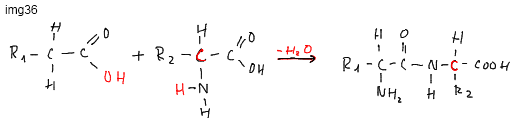 img36
H O H O H O H
R₁-C-C + R₂-C-C -H₂O R₁-C-C-N-C-COOH
H OH H-N OH NH₂ H R₂
H